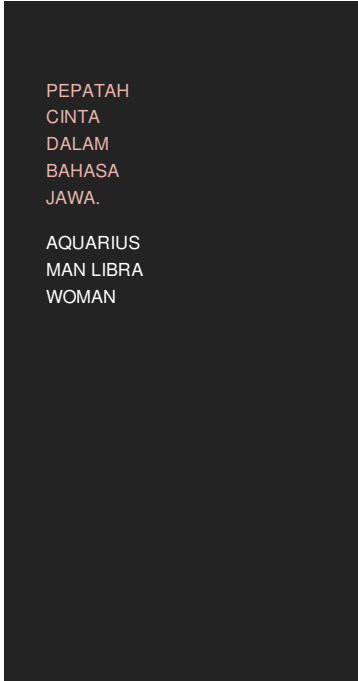 PEPATAH
CINTA
DALAM
BAHASA
JAWA.
AQUARIUS
MAN LIBRA
WOMAN